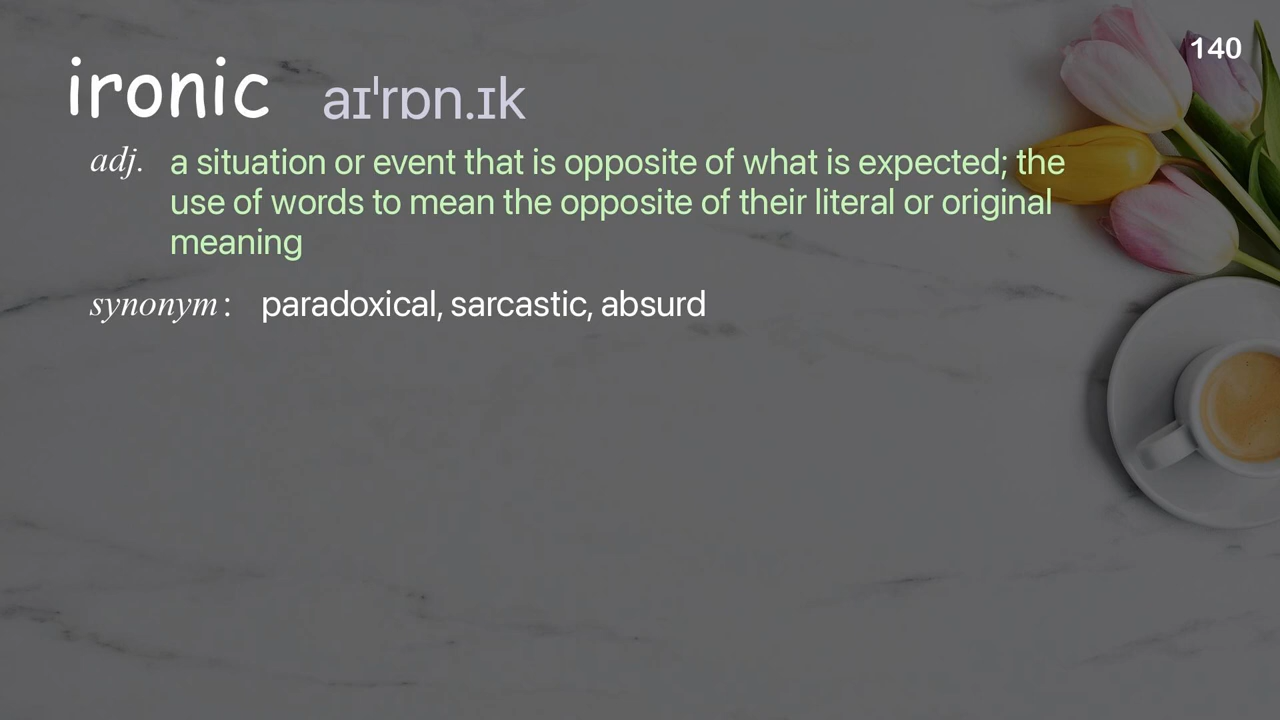 140
ironic aɪˈrɒn.ɪk
adj. a situation or event that is opposite of what is expected; the
use of words to mean the opposite of their literal or original
meaning
synonym: paradoxical, sarcastic, absurd